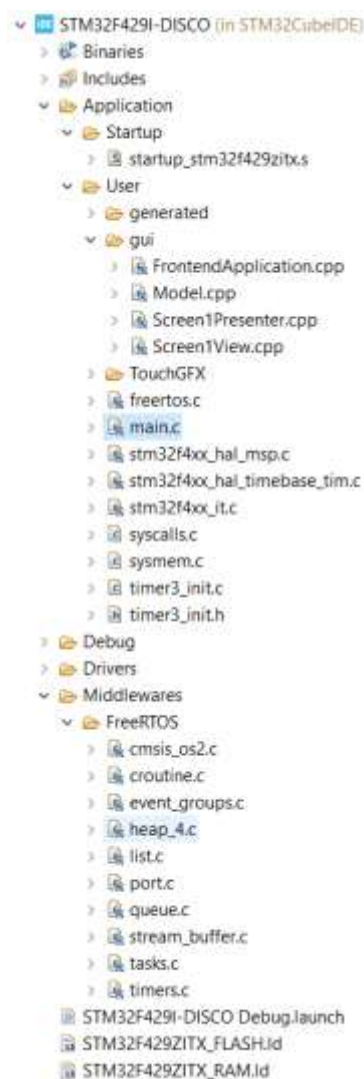 STM32F429I-DISCO (in STM32CubeIDE)
Binaries
Includes
Application
Startup
startup_stm32f429zitx.s
User
generated
gui
FrontendApplication.cpp
Model.cpp
Screen1Presenter.cpp
Screen1View.cpp
TouchGFX
freertos.c
main.c
stm32f4xx_hal_msp.c
stm32f4xx_hal_timebase_tim.c
stm32f4xx_it.c
syscalls.c
sysmem.c
timer3_init.c
timer3_init.h
Debug
Drivers
Middlewares
FreeRTOS
cmsis_os2.c
croutine.c
event_groups.c
heap_4.c
list.c
port.c
queue.c
stream_buffer.c
tasks.c
timers.c
STM32F429I-DISCO Debug.launch
STM32F429ZITX_FLASH.ld
STM32F429ZITX_RAM.ld